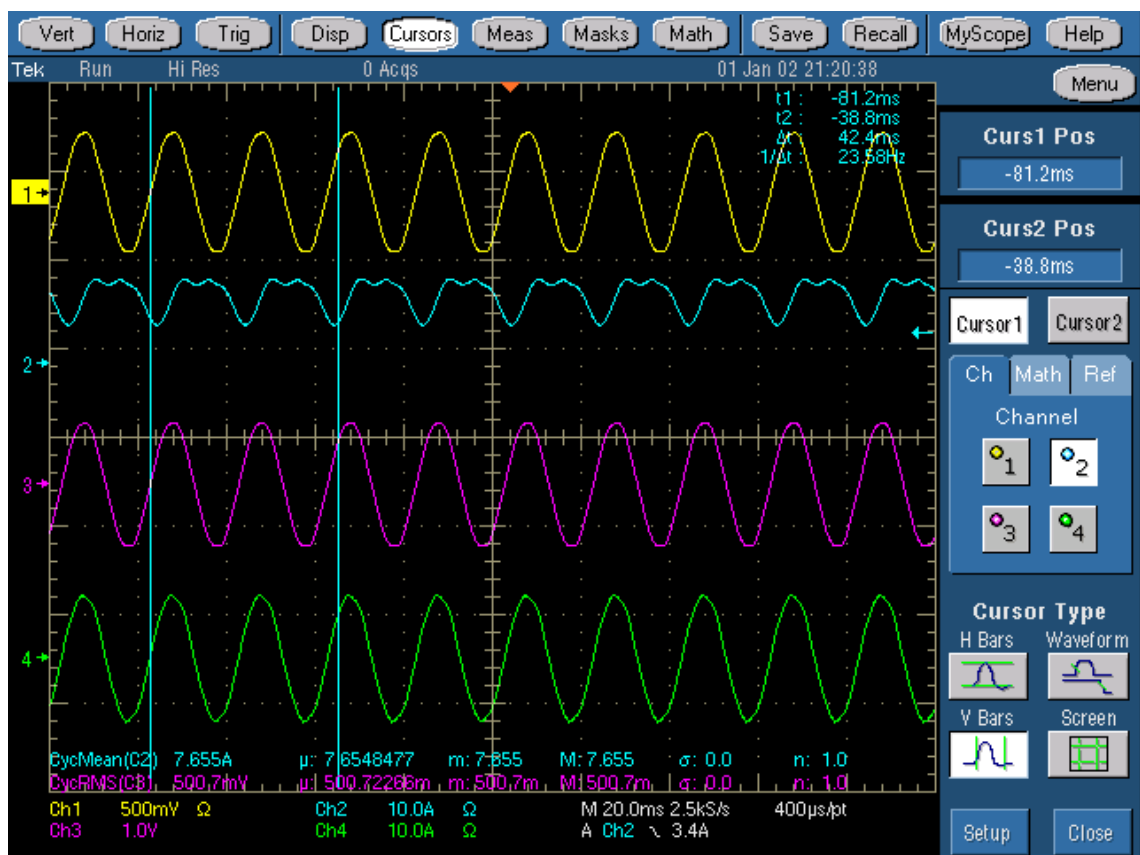 Vert Horiz Trig Disp Cursors Meas Masks Math Save Recall MyScope Help
Tek Run Hi Res 0 Acqs 01 Jan 02 21:20:38
Menu
t1 : -81.2ms
t2 : -38.8ms
Δt : 42.4ms
1/Δt : 23.58Hz
Curs1 Pos
-81.2ms
Curs2 Pos
-38.8ms
Cursor1 Cursor2
Ch Math Ref
Channel
1 2
3 4
Cursor Type
H Bars Waveform
V Bars Screen
Setup Close
1
2
3
4
CycMean(C2) 7.655A µ: 7.6548477 m: 7.655 M: 7.655 σ: 0.0 n: 1.0
CycRMS(C3) 500.7mV µ: 500.72266m m: 500.7m M: 500.7m σ: 0.0 n: 1.0
Ch1 500mV Ω Ch2 10.0A Ω M 20.0ms 2.5kS/s 400µs/pt
Ch3 1.0V Ch4 10.0A Ω A Ch2 3.4A